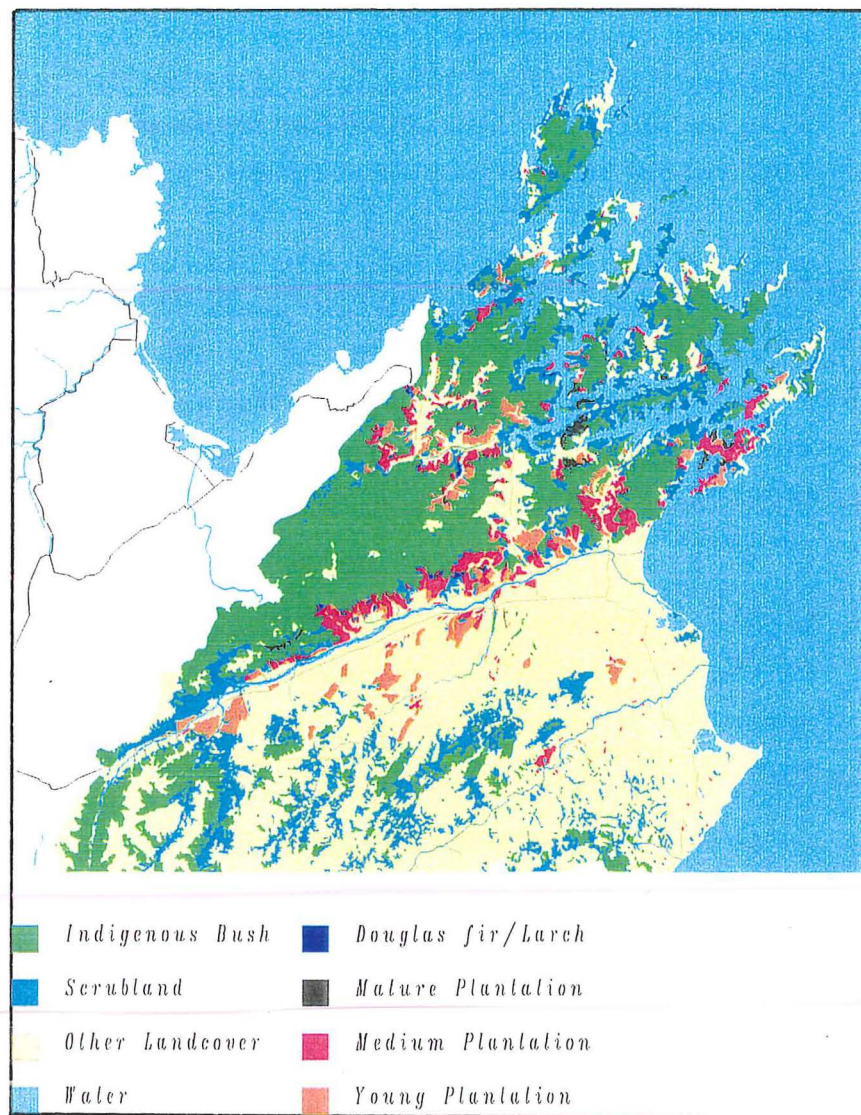 Indigenous Bush
Scrubland
Other Landcover
Water
Douglas fir/Larch
Mature Plantation
Medium Plantation
Young Plantation